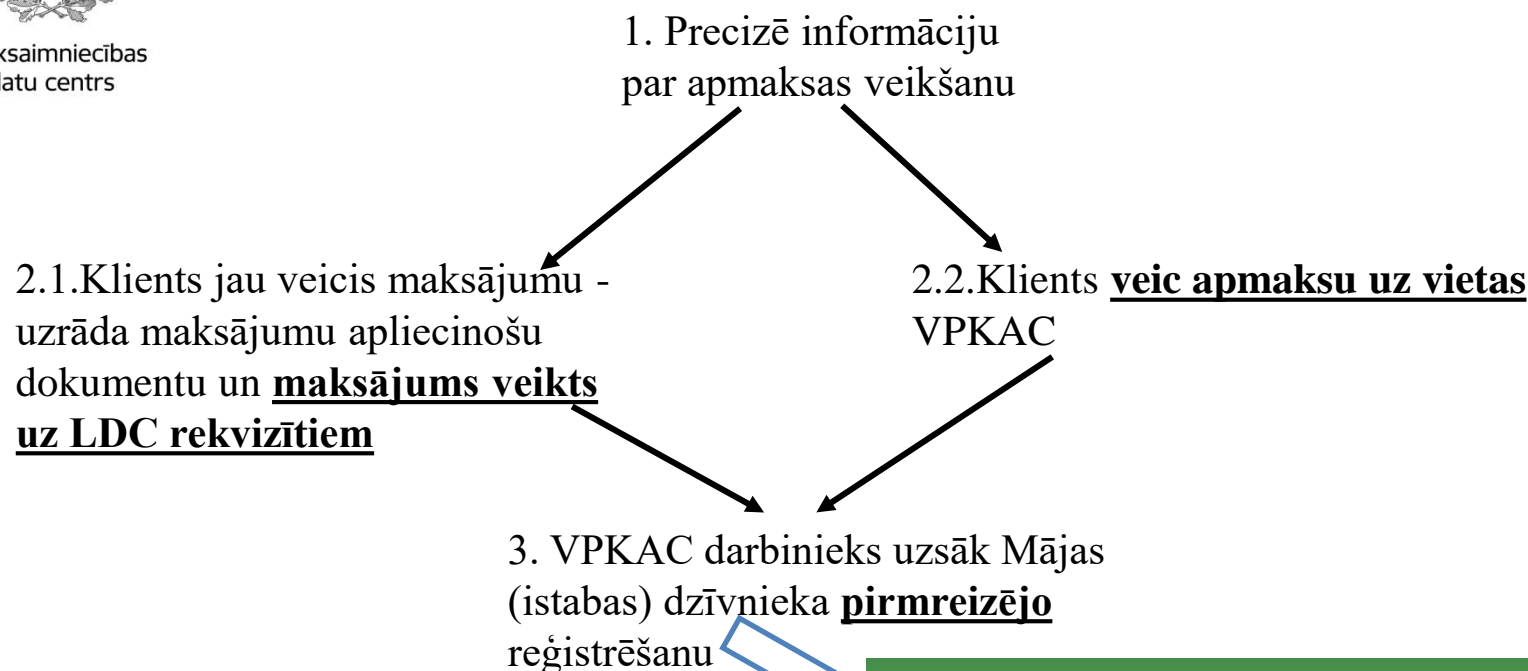 centrs
1. Precizē informāciju
par apmaksas veikšanu
2.1.Klients jau veicis maksājumu -
uzrāda maksājumu apliecinošu
dokumentu un maksājums veikts
uz LDC rekvizītiem
2.2.Klients veic apmaksu uz vietas
VPKAC
3. VPKAC darbinieks uzsāk Mājas
(istabas) dzīvnieka pirmreizējo
reģistrēšanu